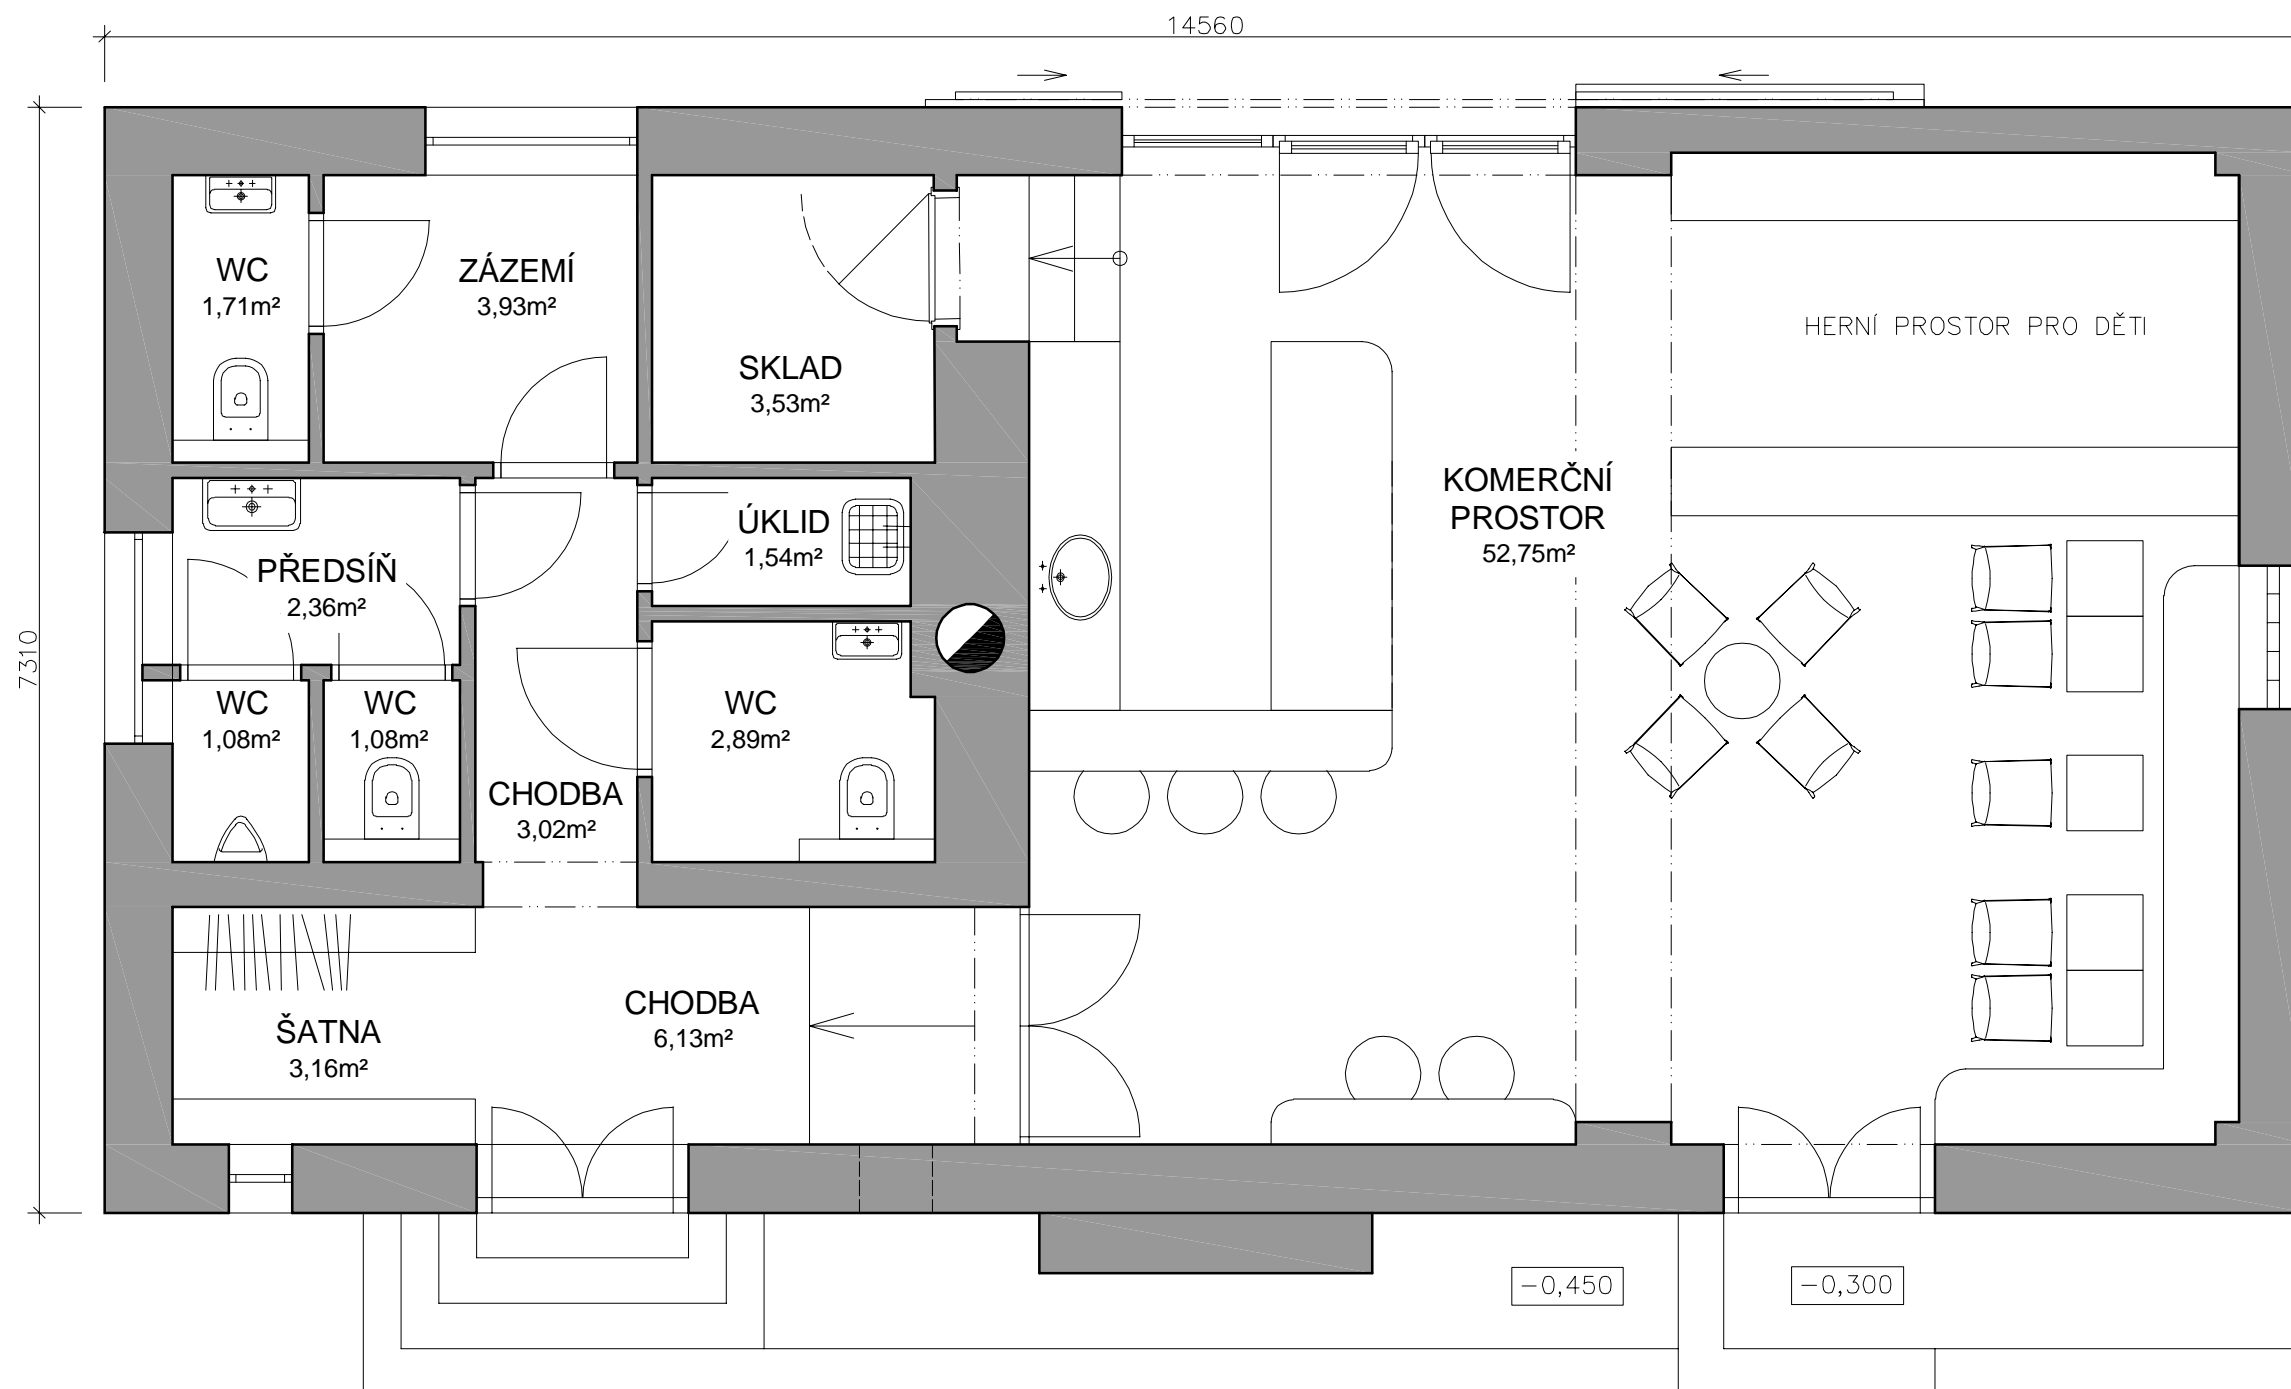 14560
7310
WC
1,71m²
ZÁZEMÍ
3,93m²
SKLAD
3,53m²
HERNÍ PROSTOR PRO DĚTI
KOMERČNÍ
PROSTOR
52,75m²
ÚKLID
1,54m²
PŘEDSÍŇ
2,36m²
WC
1,08m²
WC
1,08m²
WC
2,89m²
CHODBA
3,02m²
ŠATNA
3,16m²
CHODBA
6,13m²
-0,450
-0,300